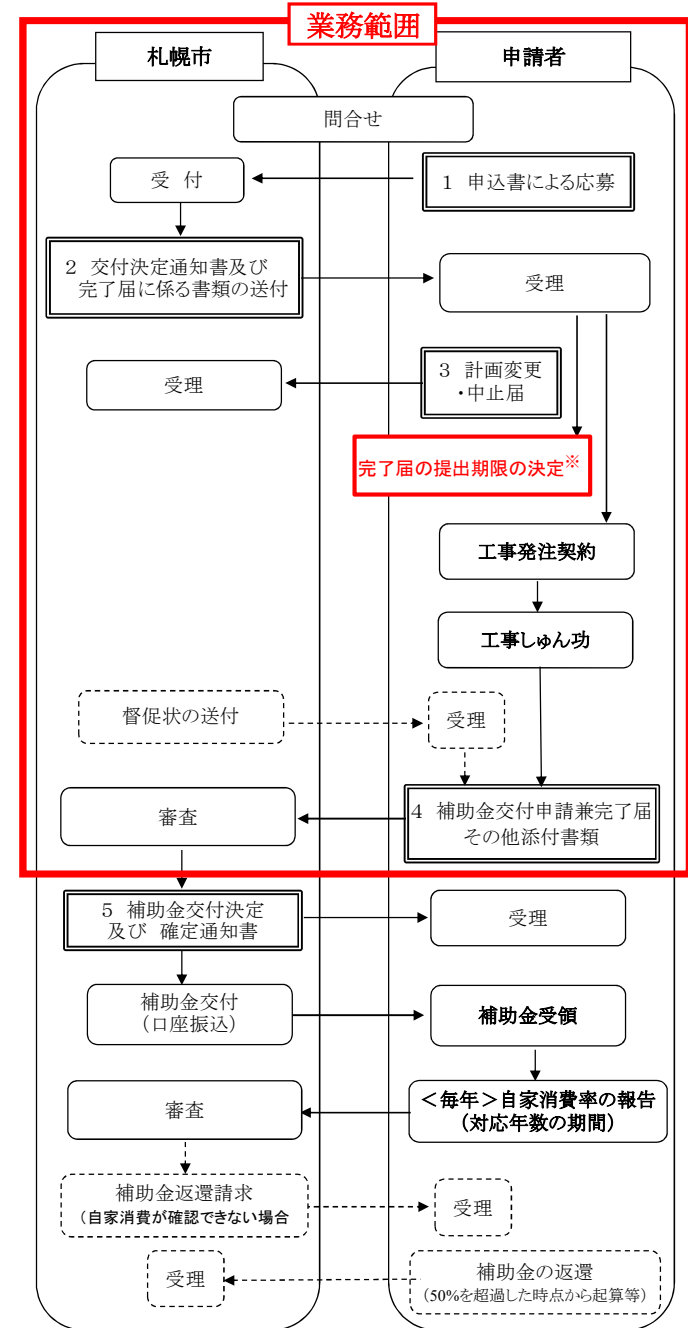 業務範囲
札幌市
申請者
問合せ
受 付
1 申込書による応募
2 交付決定通知書及び
完了届に係る書類の送付
受理
受理
3 計画変更
・中止届
完了届の提出期限の決定※
工事発注契約
工事しゅん功
督促状の送付
受理
審査
4 補助金交付申請兼完了届
その他添付書類
5 補助金交付決定
及び 確定通知書
受理
補助金交付
(口座振込)
補助金受領
審査
<毎年>自家消費率の報告
(対応年数の期間)
補助金返還請求
(自家消費が確認できない場合
受理
受理
補助金の返還
(50%を超過した時点から起算等)